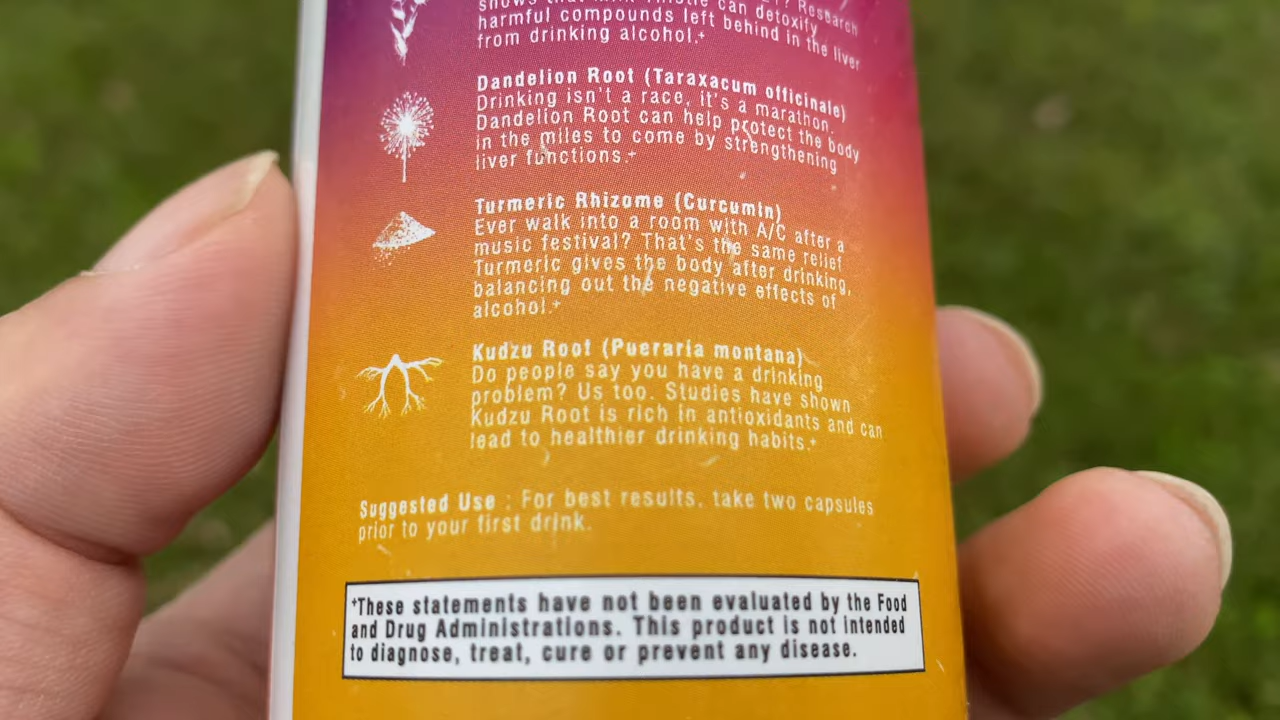 shows that Milk Thistle can detoxify
harmful compounds left behind in the liver
from drinking alcohol.+
Dandelion Root (Taraxacum officinale)
Drinking isn't a race, it's a marathon.
Dandelion Root can help protect the body
in the miles to come by strengthening
liver functions.+
Turmeric Rhizome (Curcumin)
Ever walk into a room with A/C after a
music festival? That's the same relief
Turmeric gives the body after drinking,
balancing out the negative effects of
alcohol.+
Kudzu Root (Pueraria montana)
Do people say you have a drinking
problem? Us too. Studies have shown
Kudzu Root is rich in antioxidants and can
lead to healthier drinking habits.+
Suggested Use : For best results, take two capsules
prior to your first drink.
+These statements have not been evaluated by the Food
and Drug Administrations. This product is not intended
to diagnose, treat, cure or prevent any disease.